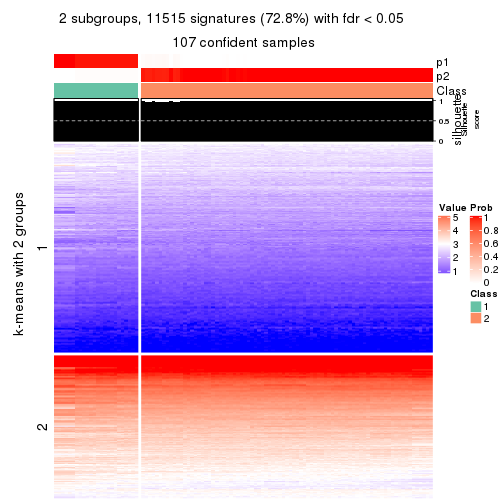 2 subgroups, 11515 signatures (72.8%) with fdr < 0.05
107 confident samples
p1
p2
Class
silhouette
1
0.5
0
Silhouette
score
k-means with 2 groups
1
2
Value
5
4
3
2
1
Prob
1
0.8
0.6
0.4
0.2
0
Class
1
2